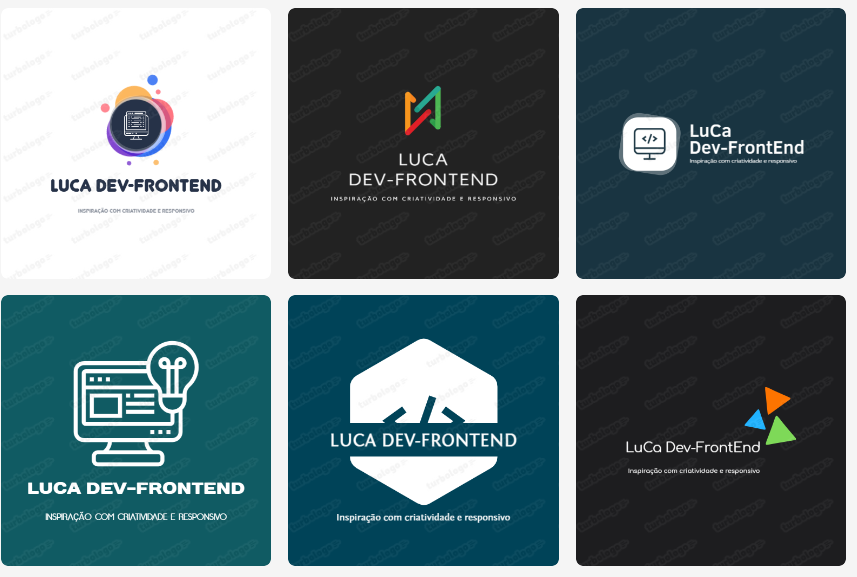 LUCA DEV-FRONTEND
INSPIRAÇÃO COM CRIATIVIDADE E RESPONSIVO
LUCA
DEV-FRONTEND
INSPIRAÇÃO COM CRIATIVIDADE E RESPONSIVO
</>
LuCa
Dev-FrontEnd
Inspiração com criatividade e responsivo
LUCA DEV-FRONTEND
INSPIRAÇÃO COM CRIATIVIDADE E RESPONSIVO
</>
LUCA DEV-FRONTEND
Inspiração com criatividade e responsivo
LuCa Dev-FrontEnd
Inspiração com criatividade e responsivo